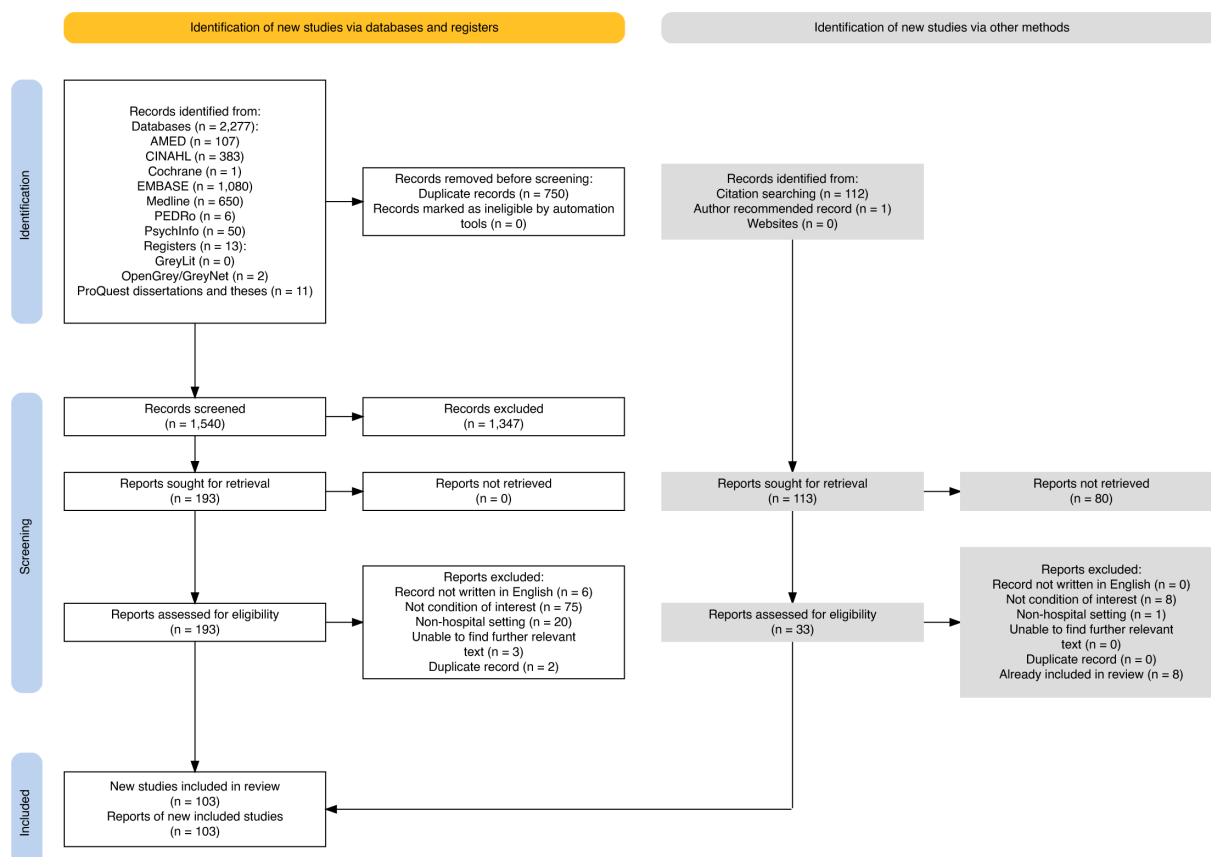 Identification of new studies via databases and registers
Identification of new studies via other methods
Identification
Records identified from:
Databases (n = 2,277):
AMED (n = 107)
CINAHL (n = 383)
Cochrane (n = 1)
EMBASE (n = 1,080)
Medline (n = 650)
PEDRo (n = 6)
PsychInfo (n = 50)
Registers (n = 13):
GreyLit (n = 0)
OpenGrey/GreyNet (n = 2)
ProQuest dissertations and theses (n = 11)
Records removed before screening:
Duplicate records (n = 750)
Records marked as ineligible by automation
tools (n = 0)
Records identified from:
Citation searching (n = 112)
Author recommended record (n = 1)
Websites (n = 0)
Screening
Records screened
(n = 1,540)
Records excluded
(n = 1,347)
Reports sought for retrieval
(n = 193)
Reports not retrieved
(n = 0)
Reports sought for retrieval
(n = 113)
Reports not retrieved
(n = 80)
Reports assessed for eligibility
(n = 193)
Reports excluded:
Record not written in English (n = 6)
Not condition of interest (n = 75)
Non-hospital setting (n = 20)
Unable to find further relevant
text (n = 3)
Duplicate record (n = 2)
Reports assessed for eligibility
(n = 33)
Reports excluded:
Record not written in English (n = 0)
Not condition of interest (n = 8)
Non-hospital setting (n = 1)
Unable to find further relevant
text (n = 0)
Duplicate record (n = 0)
Already included in review (n = 8)
Included
New studies included in review
(n = 103)
Reports of new included studies
(n = 103)